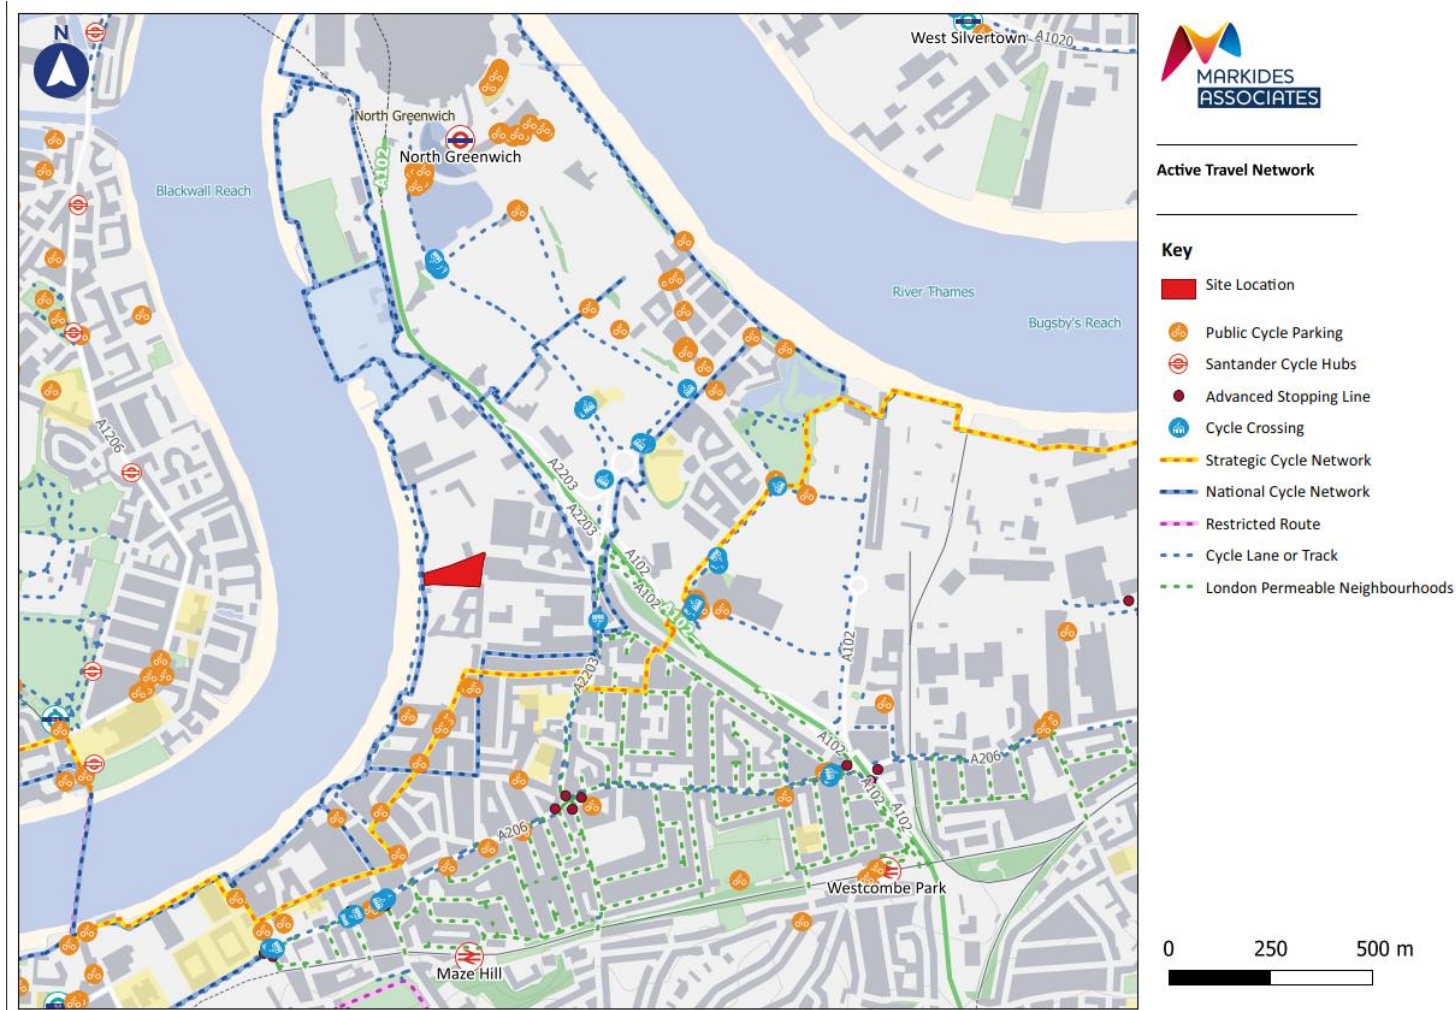 N
West Silvertown
A1020
North Greenwich
A102
North Greenwich
Blackwall Reach
River Thames
Bugsby's Reach
A1206
A2203
A2203
A102
A102
A102
A2203
A102
A102
A206
A102
A102
A206
Westcombe Park
Maze Hill
MARKIDES
ASSOCIATES
Active Travel Network
Key
Site Location
Public Cycle Parking
Santander Cycle Hubs
Advanced Stopping Line
Cycle Crossing
Strategic Cycle Network
National Cycle Network
Restricted Route
Cycle Lane or Track
London Permeable Neighbourhoods
0 250 500 m